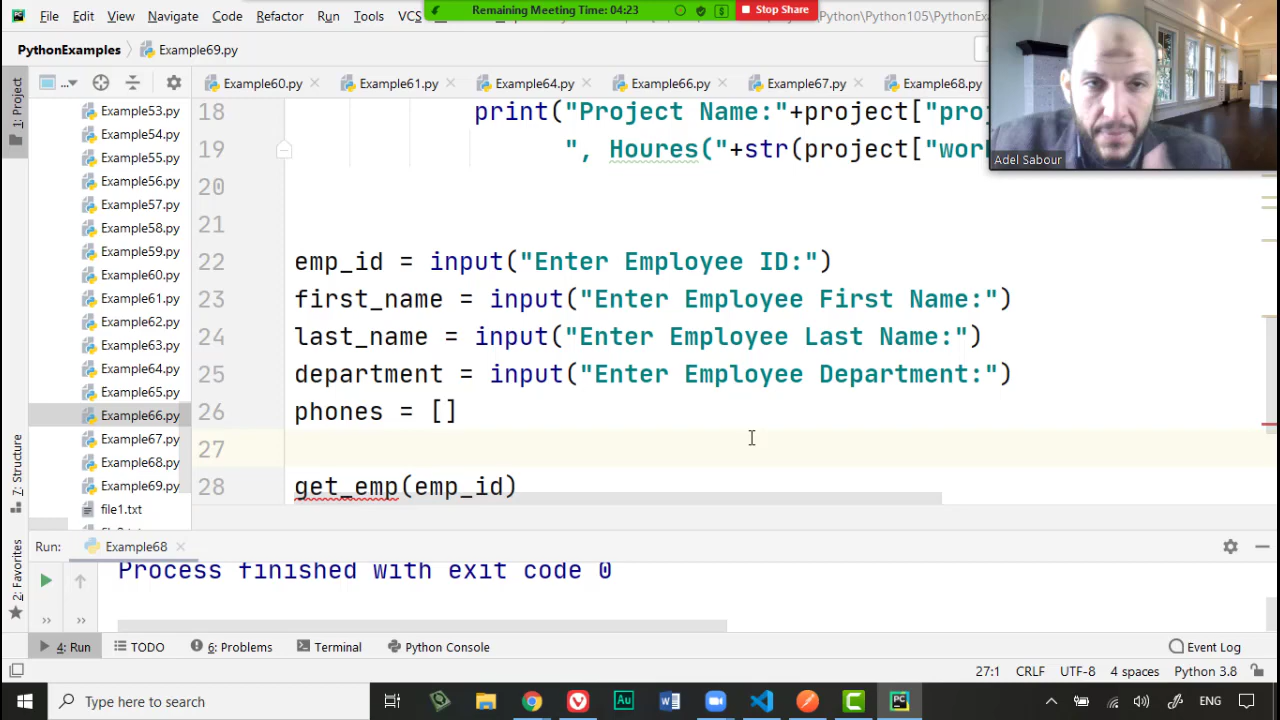 Remaining Meeting Time: 04:23 Stop Share
File Edit View Navigate Code Refactor Run Tools VCS
PythonExamples Example69.py
1: Project
Example60.py Example61.py Example64.py Example66.py Example67.py Example68.py
Adel Sabour
Example53.py
Example54.py
Example55.py
Example56.py
Example57.py
Example58.py
Example59.py
Example60.py
Example61.py
Example62.py
Example63.py
Example64.py
Example65.py
Example66.py
Example67.py
Example68.py
Example69.py
file1.txt
18 print("Project Name:"+project["proj
19 ", Houres("+str(project["work
20
21
22 emp_id = input("Enter Employee ID:")
23 first_name = input("Enter Employee First Name:")
24 last_name = input("Enter Employee Last Name:")
25 department = input("Enter Employee Department:")
26 phones = []
27
28 get_emp(emp_id)
7: Structure
2: Favorites
Run: Example68
Process finished with exit code 0
4: Run TODO 6: Problems Terminal Python Console Event Log
27:1 CRLF UTF-8 4 spaces Python 3.8
Type here to search
ENG